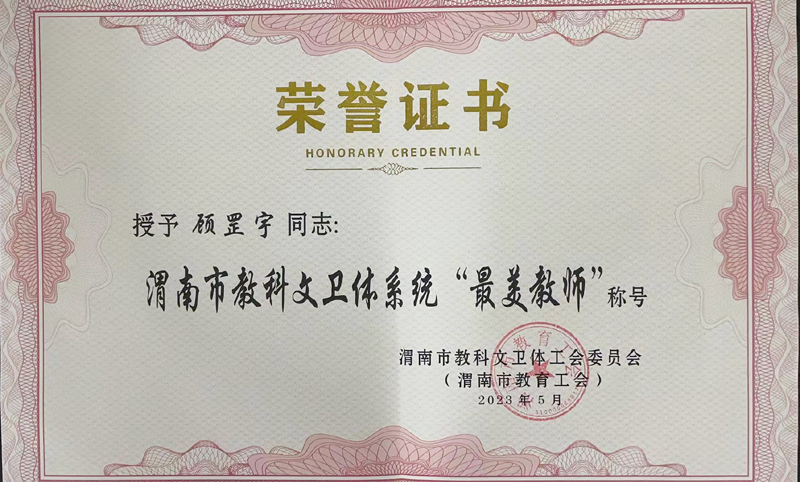 荣誉证书
HONORARY CREDENTIAL
授予 顾罡宇 同志:
渭南市教科文卫体系统“最美教师”称号
渭南市教科文卫体工会委员会
(渭南市教育工会)
2023年5月